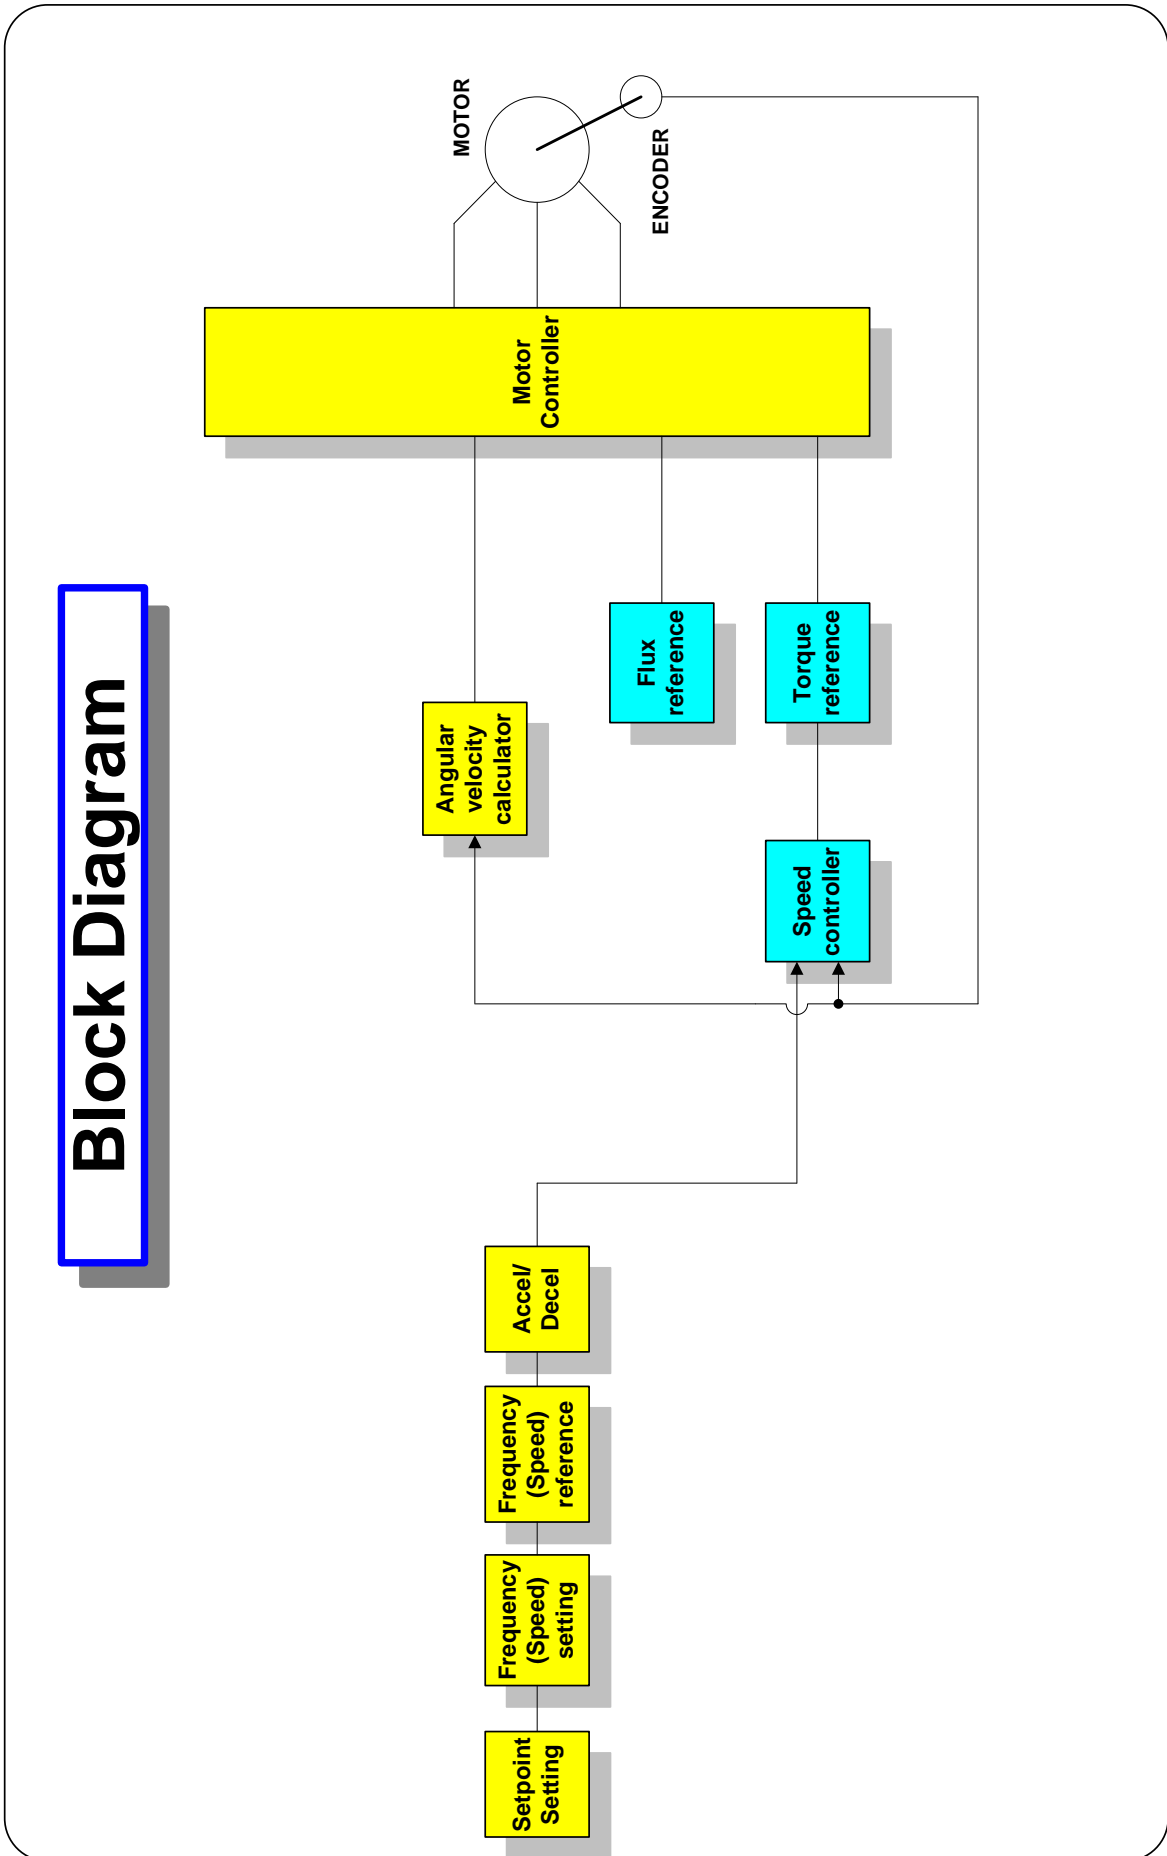 Block Diagram
Setpoint
Setting
Frequency
(Speed)
setting
Frequency
(Speed)
reference
Accel/
Decel
Angular
velocity
calculator
Speed
controller
Flux
reference
Torque
reference
Motor
Controller
MOTOR
ENCODER